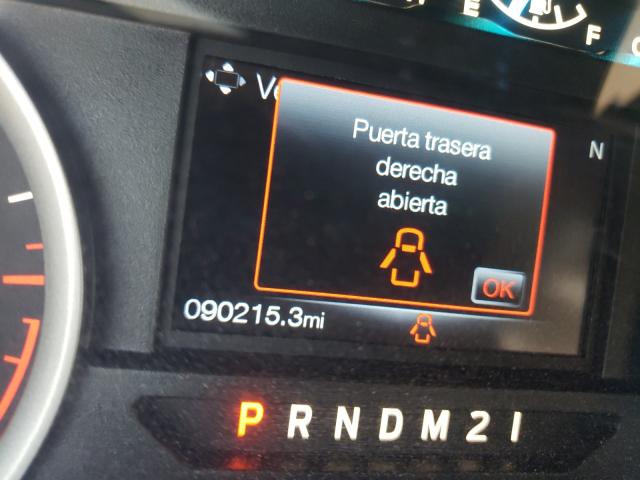 E
F
N
Puerta trasera
derecha
abierta
OK
090215.3mi
P R N D M 2 1